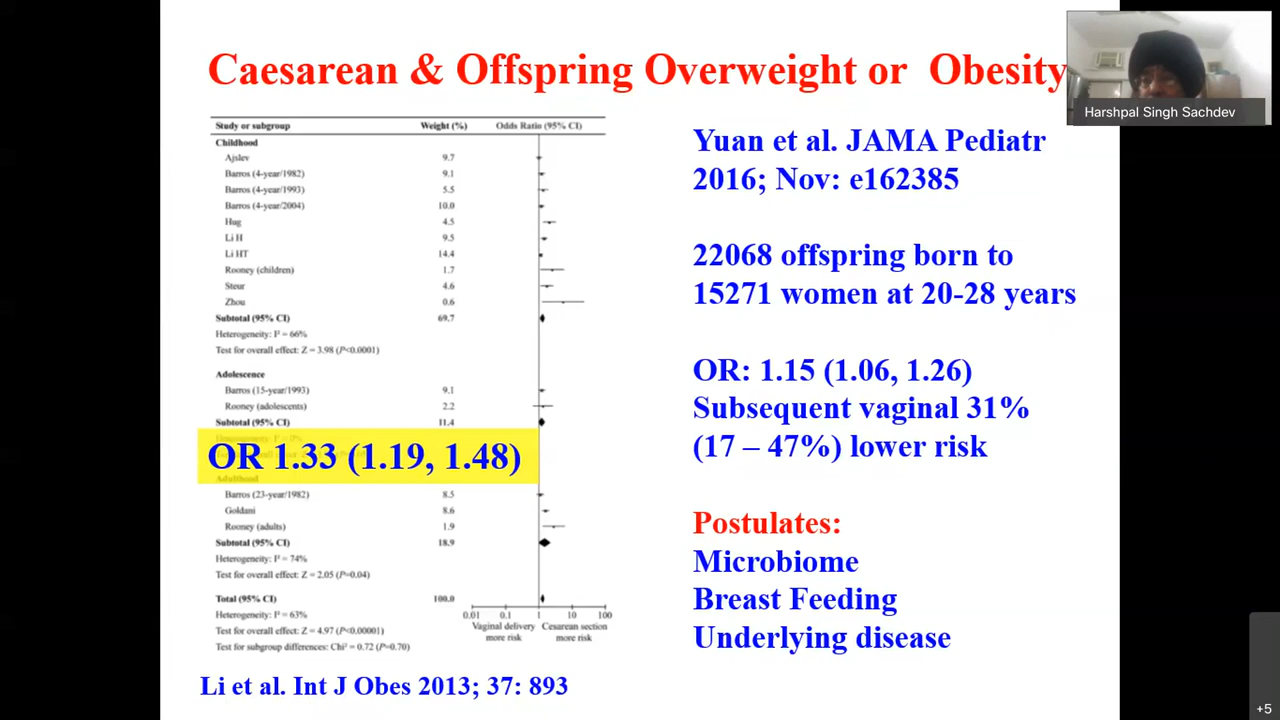 Caesarean & Offspring Overweight or Obesity
Harshpal Singh Sachdev
Study or subgroup Weight (%) Odds Ratio (95% CI)
Childhood
Ajslev 9.7
Barros (4-year/1982) 9.1
Barros (4-year/1993) 5.5
Barros (4-year/2004) 10.0
Hug 4.5
Li H 9.5
Li HT 14.4
Rooney (children) 1.7
Steur 4.6
Zhou 0.6
Subtotal (95% CI) 69.7
Heterogeneity: I² = 66%
Test for overall effect: Z = 3.98 (P<0.0001)
Adolescence
Barros (15-year/1993) 9.1
Rooney (adolescents) 2.2
Subtotal (95% CI) 11.4
OR 1.33 (1.19, 1.48)
Adulthood
Barros (23-year/1982) 8.5
Goldani 8.6
Rooney (adults) 1.9
Subtotal (95% CI) 18.9
Heterogeneity: I² = 74%
Test for overall effect: Z = 2.05 (P=0.04)
Total (95% CI) 100.0
Heterogeneity: I² = 63%
Test for overall effect: Z = 4.97 (P<0.00001)
Test for subgroup differences: Chi² = 0.72 (P=0.70)
0.01 0.1 1 10 100
Vaginal delivery Cesarean section
more risk more risk
Li et al. Int J Obes 2013; 37: 893
Yuan et al. JAMA Pediatr
2016; Nov: e162385
22068 offspring born to
15271 women at 20-28 years
OR: 1.15 (1.06, 1.26)
Subsequent vaginal 31%
(17 – 47%) lower risk
Postulates:
Microbiome
Breast Feeding
Underlying disease
+5